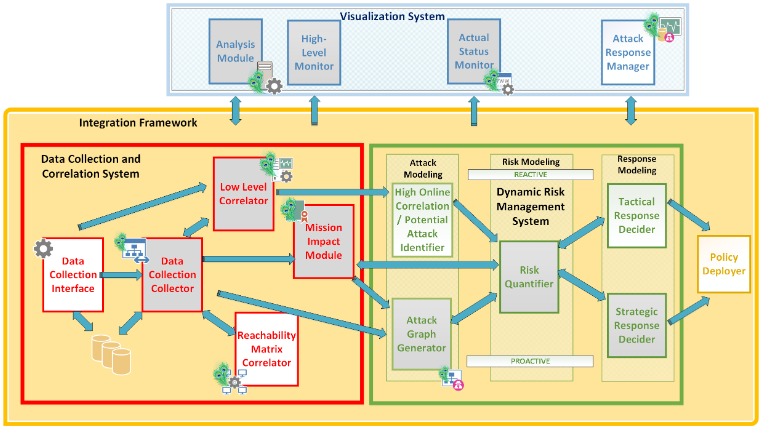 Visualization System
Analysis
Module
High-
Level
Monitor
Actual
Status
Monitor
Attack
Response
Manager
Integration Framework
Data Collection and
Correlation System
Low Level
Correlator
Mission
Impact
Module
Data
Collection
Interface
Data
Collection
Collector
Reachability
Matrix
Correlator
Attack
Modeling
Risk Modeling
Response
Modeling
REACTIVE
High Online
Correlation
/ Potential
Attack
Identifier
Dynamic Risk
Management
System
Tactical
Response
Decider
Risk
Quantifier
Policy
Deployer
Attack
Graph
Generator
Strategic
Response
Decider
PROACTIVE